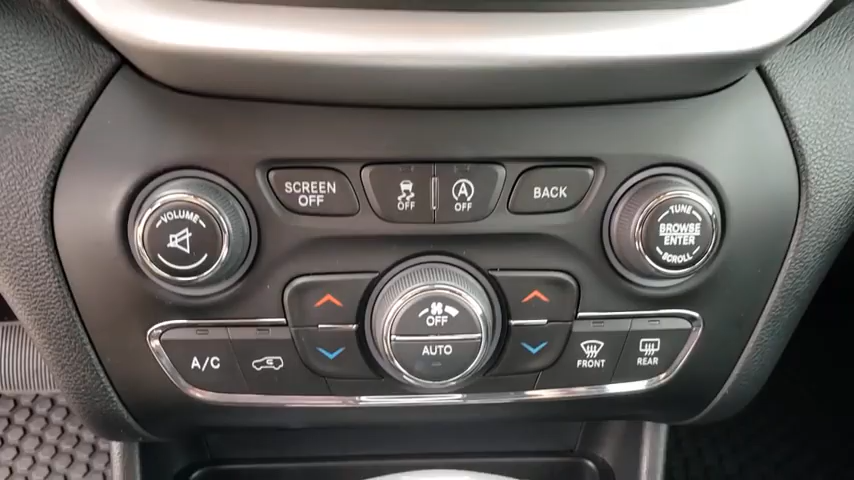 SCREEN
OFF
OFF
A
OFF
BACK
VOLUME
TUNE
BROWSE
ENTER
SCROLL
OFF
AUTO
A/C
FRONT
REAR